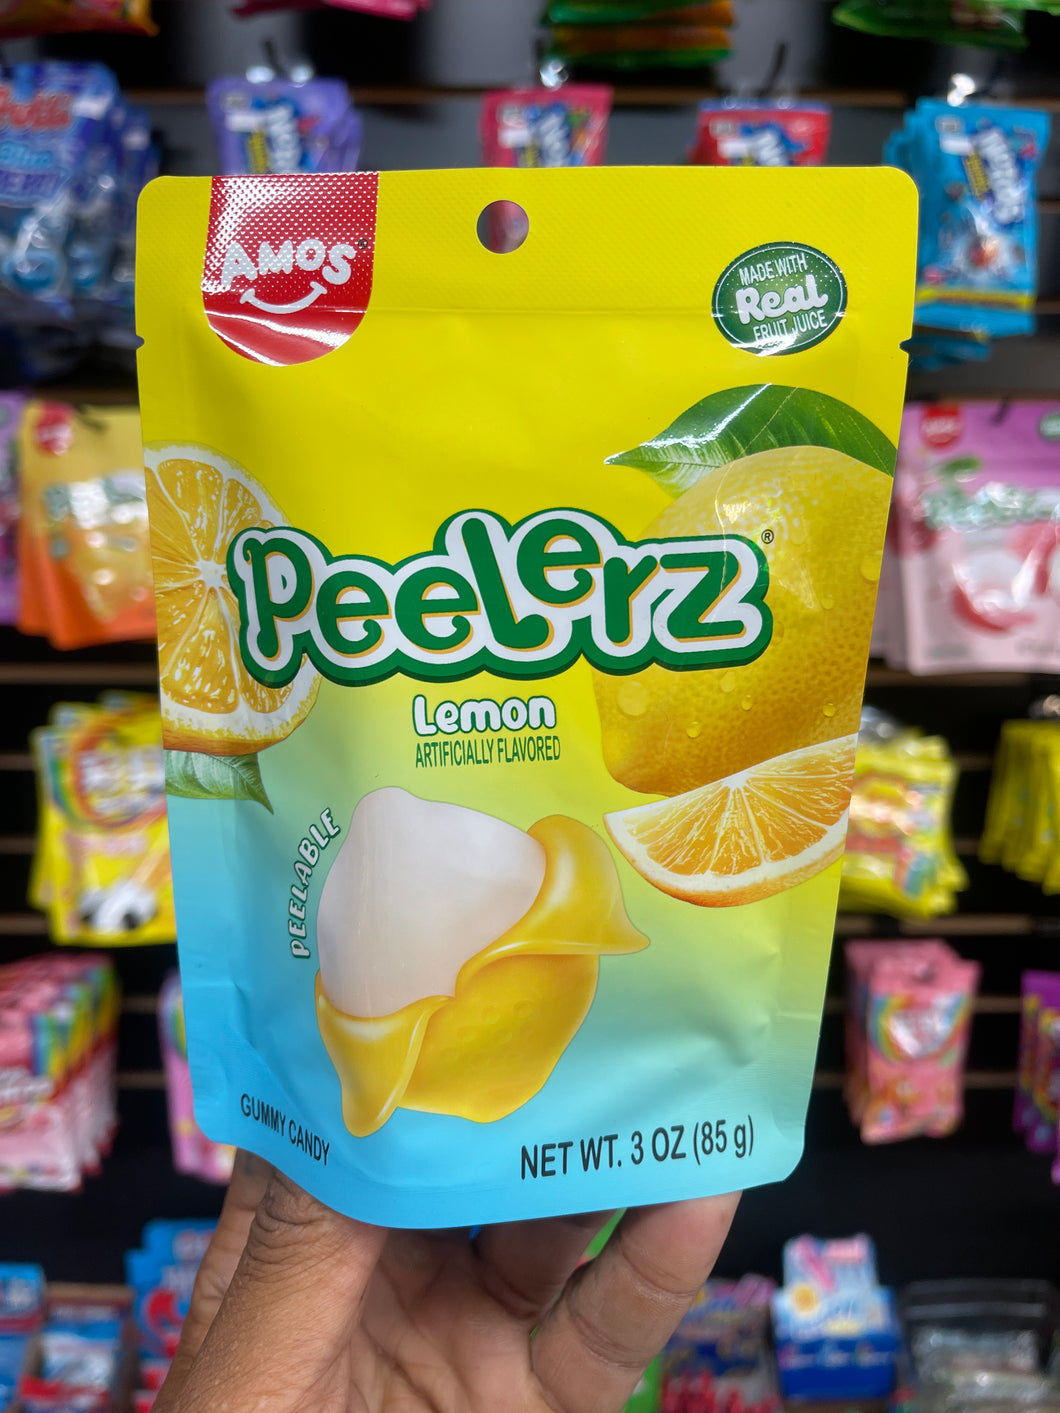 AMOS®
MADE WITH
Real
FRUIT JUICE
Peelerz®
Lemon
ARTIFICIALLY FLAVORED
PEELABLE
GUMMY CANDY
NET WT. 3 OZ (85 g)